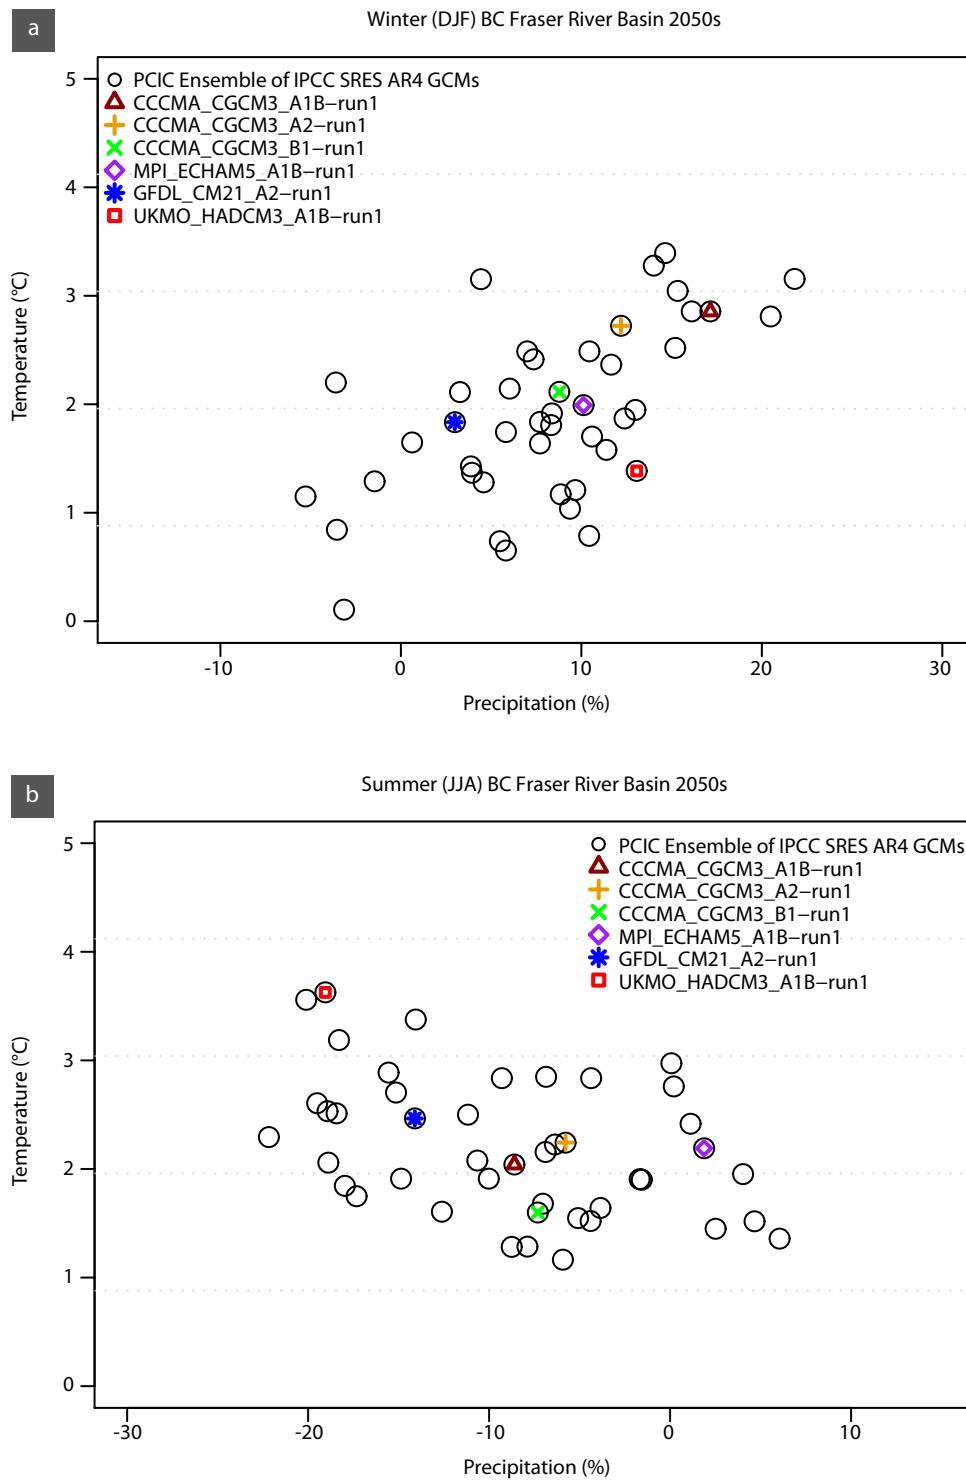 a
Winter (DJF) BC Fraser River Basin 2050s
5
4
3
2
1
0
Temperature (°C)
PCIC Ensemble of IPCC SRES AR4 GCMs
CCCMA_CGCM3_A1B−run1
CCCMA_CGCM3_A2−run1
CCCMA_CGCM3_B1−run1
MPI_ECHAM5_A1B−run1
GFDL_CM21_A2−run1
UKMO_HADCM3_A1B−run1
-10 0 10 20 30
Precipitation (%)
b
Summer (JJA) BC Fraser River Basin 2050s
5
4
3
2
1
0
Temperature (°C)
PCIC Ensemble of IPCC SRES AR4 GCMs
CCCMA_CGCM3_A1B−run1
CCCMA_CGCM3_A2−run1
CCCMA_CGCM3_B1−run1
MPI_ECHAM5_A1B−run1
GFDL_CM21_A2−run1
UKMO_HADCM3_A1B−run1
-30 -20 -10 0 10
Precipitation (%)